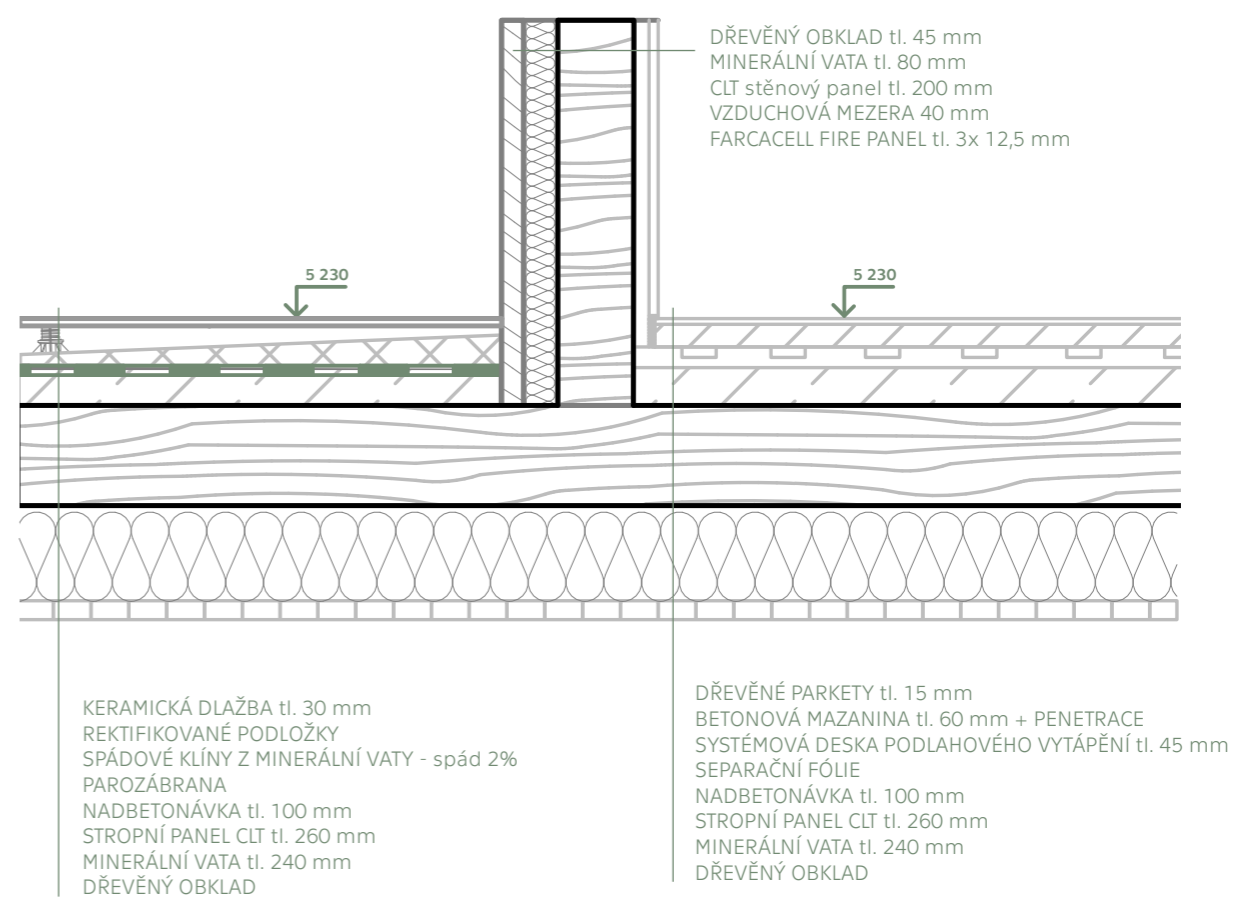 DŘEVĚNÝ OBKLAD tl. 45 mm
MINERÁLNÍ VATA tl. 80 mm
CLT stěnový panel tl. 200 mm
VZDUCHOVÁ MEZERA 40 mm
FARCACELL FIRE PANEL tl. 3x 12,5 mm
5 230
5 230
KERAMICKÁ DLAŽBA tl. 30 mm
REKTIFIKOVANÉ PODLOŽKY
SPÁDOVÉ KLÍNY Z MINERÁLNÍ VATY - spád 2%
PAROZÁBRANA
NADBETONÁVKA tl. 100 mm
STROPNÍ PANEL CLT tl. 260 mm
MINERÁLNÍ VATA tl. 240 mm
DŘEVĚNÝ OBKLAD
DŘEVĚNÉ PARKETY tl. 15 mm
BETONOVÁ MAZANINA tl. 60 mm + PENETRACE
SYSTÉMOVÁ DESKA PODLAHOVÉHO VYTÁPĚNÍ tl. 45 mm
SEPARAČNÍ FÓLIE
NADBETONÁVKA tl. 100 mm
STROPNÍ PANEL CLT tl. 260 mm
MINERÁLNÍ VATA tl. 240 mm
DŘEVĚNÝ OBKLAD